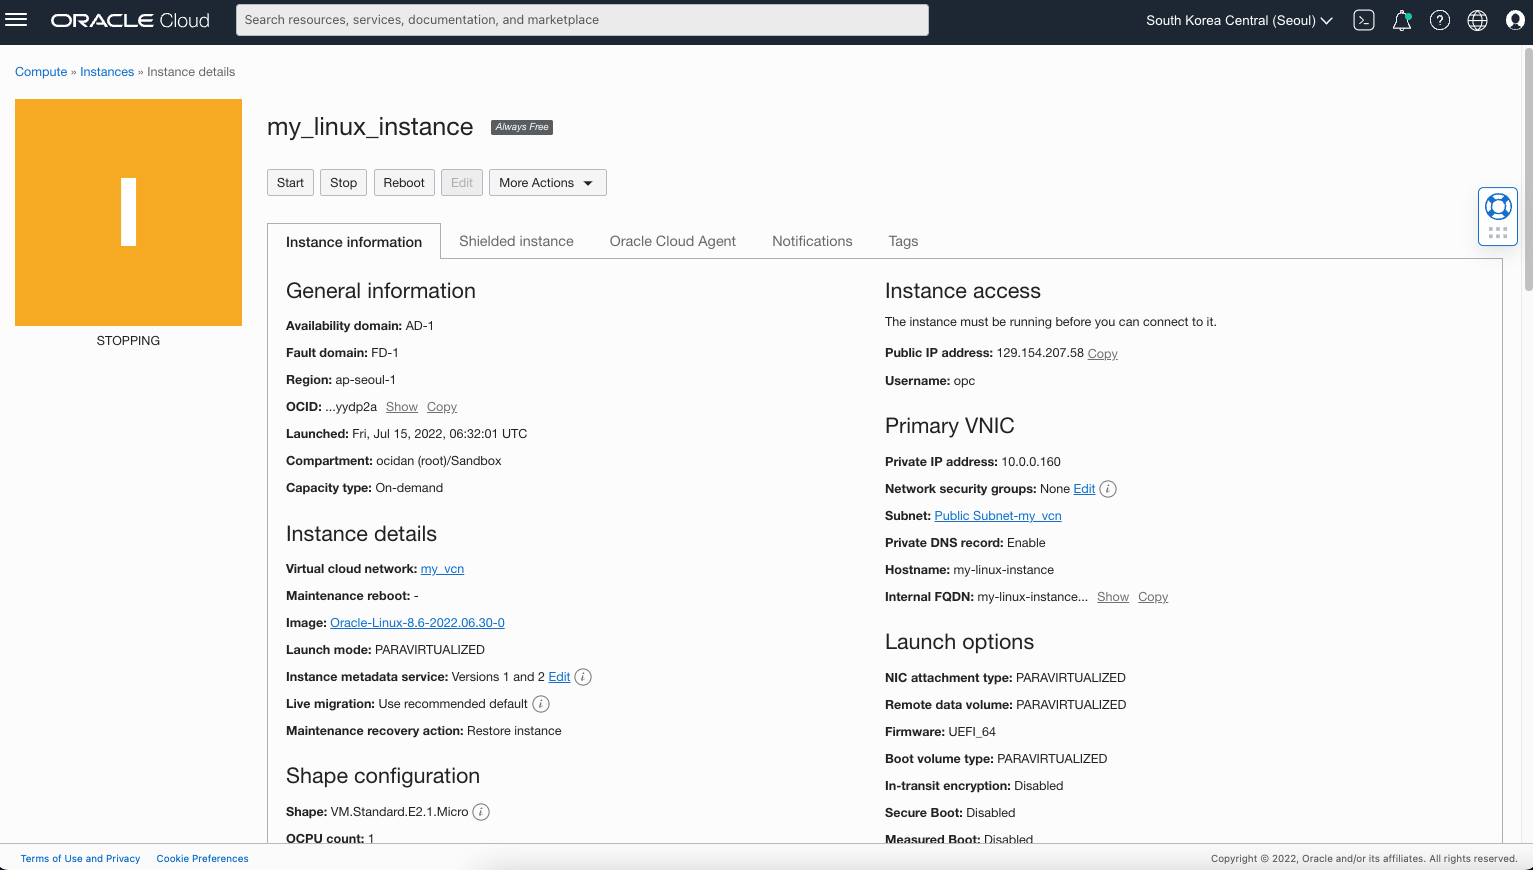 ORACLE Cloud
Search resources, services, documentation, and marketplace
South Korea Central (Seoul)
Compute » Instances » Instance details
I
STOPPING
my_linux_instance Always Free
Start Stop Reboot Edit More Actions
Instance information Shielded instance Oracle Cloud Agent Notifications Tags
General information
Availability domain: AD-1
Fault domain: FD-1
Region: ap-seoul-1
OCID: ...yydp2a Show Copy
Launched: Fri, Jul 15, 2022, 06:32:01 UTC
Compartment: ocidan (root)/Sandbox
Capacity type: On-demand
Instance details
Virtual cloud network: my_vcn
Maintenance reboot: -
Image: Oracle-Linux-8.6-2022.06.30-0
Launch mode: PARAVIRTUALIZED
Instance metadata service: Versions 1 and 2 Edit i
Live migration: Use recommended default i
Maintenance recovery action: Restore instance
Shape configuration
Shape: VM.Standard.E2.1.Micro i
OCPU count: 1
Instance access
The instance must be running before you can connect to it.
Public IP address: 129.154.207.58 Copy
Username: opc
Primary VNIC
Private IP address: 10.0.0.160
Network security groups: None Edit i
Subnet: Public Subnet-my_vcn
Private DNS record: Enable
Hostname: my-linux-instance
Internal FQDN: my-linux-instance... Show Copy
Launch options
NIC attachment type: PARAVIRTUALIZED
Remote data volume: PARAVIRTUALIZED
Firmware: UEFI_64
Boot volume type: PARAVIRTUALIZED
In-transit encryption: Disabled
Secure Boot: Disabled
Measured Boot: Disabled
Terms of Use and Privacy Cookie Preferences
Copyright © 2022, Oracle and/or its affiliates. All rights reserved.